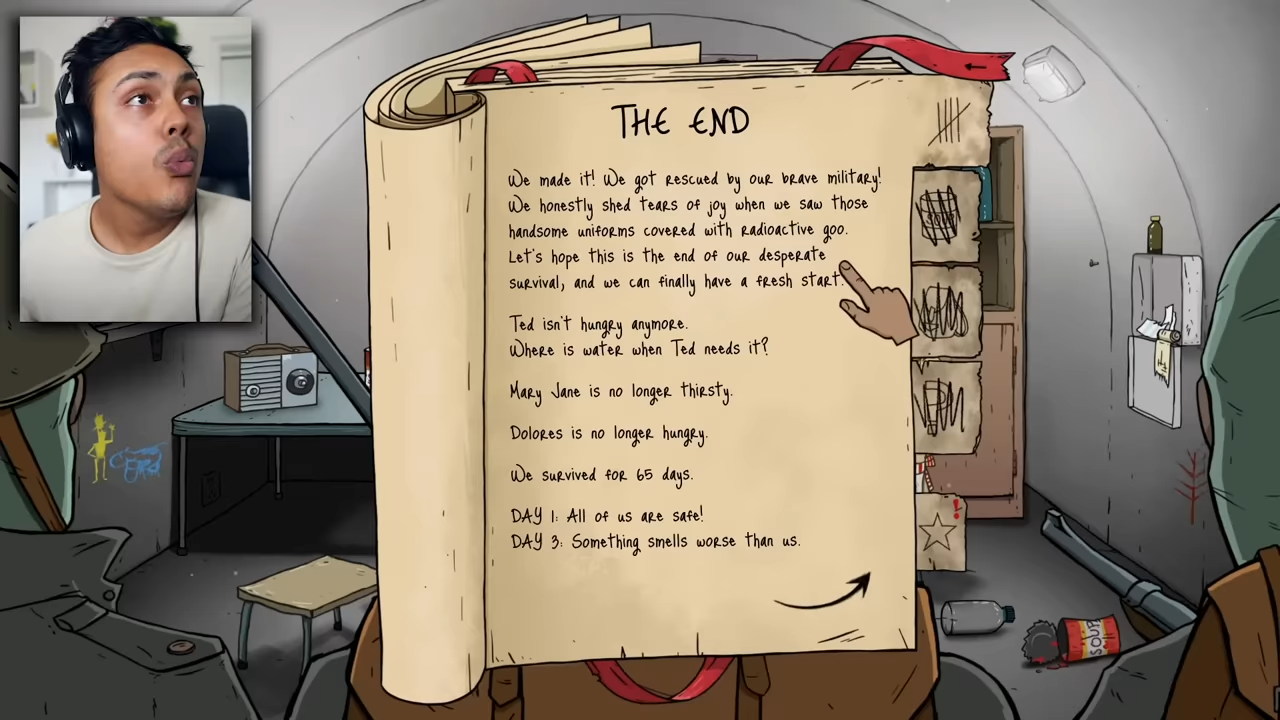 THE END
We made it! We got rescued by our brave military!
We honestly shed tears of joy when we saw those
handsome uniforms covered with radioactive goo.
Let's hope this is the end of our desperate
survival, and we can finally have a fresh start.
Ted isn't hungry anymore.
Where is water when Ted needs it?
Mary Jane is no longer thirsty.
Dolores is no longer hungry.
We survived for 65 days.
DAY 1: All of us are safe!
DAY 3: Something smells worse than us.
!
SOUP